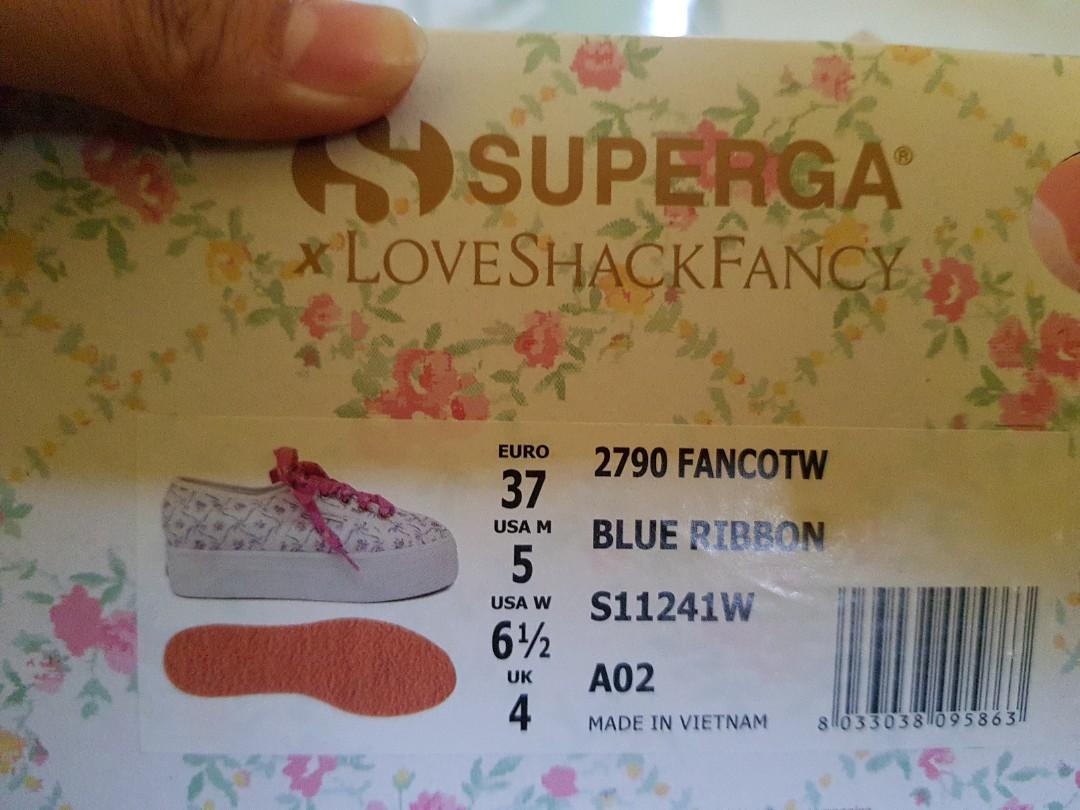 SUPERGA®
x LOVESHACKFANCY
EURO
37
USA M
5
USA W
6½
UK
4
2790 FANCOTW
BLUE RIBBON
S11241W
A02
MADE IN VIETNAM
8 033038 095863